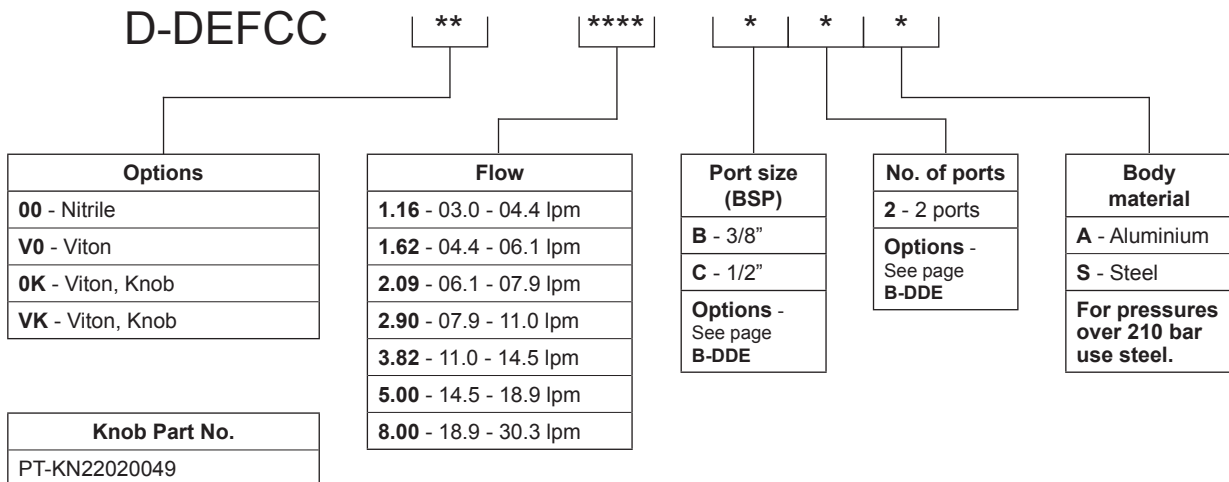 D-DEFCC ** **** * * *
Options
00 - Nitrile
V0 - Viton
0K - Viton, Knob
VK - Viton, Knob
Knob Part No.
PT-KN22020049
Flow
1.16 - 03.0 - 04.4 lpm
1.62 - 04.4 - 06.1 lpm
2.09 - 06.1 - 07.9 lpm
2.90 - 07.9 - 11.0 lpm
3.82 - 11.0 - 14.5 lpm
5.00 - 14.5 - 18.9 lpm
8.00 - 18.9 - 30.3 lpm
Port size
(BSP)
B - 3/8”
C - 1/2”
Options -
See page
B-DDE
No. of ports
2 - 2 ports
Options -
See page
B-DDE
Body
material
A - Aluminium
S - Steel
For pressures
over 210 bar
use steel.